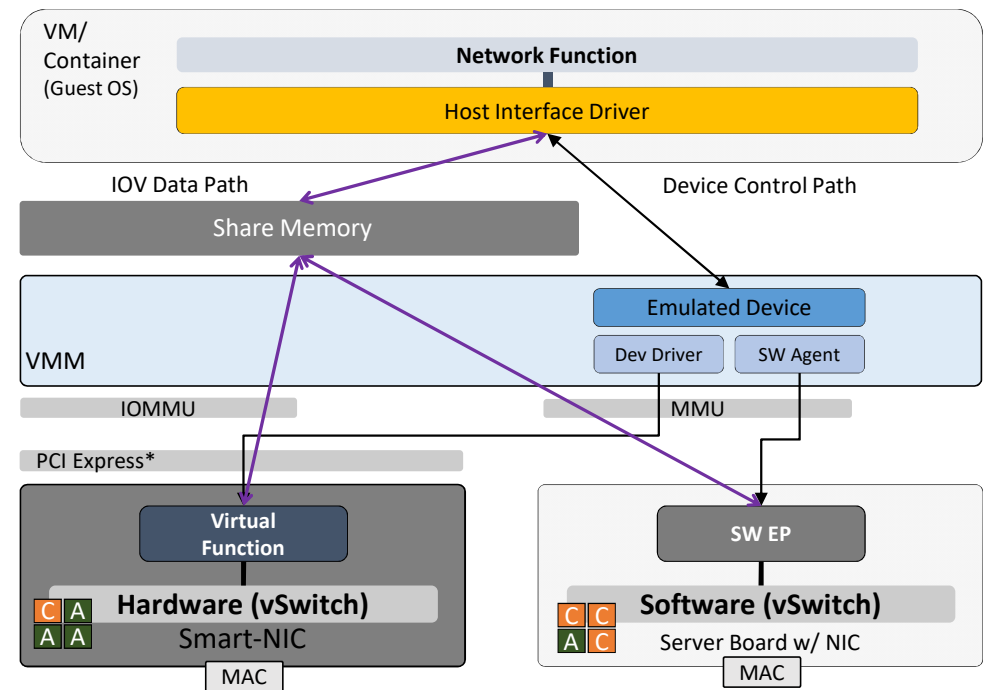 VM/
Container
(Guest OS)
Network Function
Host Interface Driver
IOV Data Path
Device Control Path
Share Memory
Emulated Device
Dev Driver
SW Agent
VMM
IOMMU
MMU
PCI Express*
Virtual
Function
SW EP
Hardware (vSwitch)
C A
A A
Smart-NIC
MAC
Software (vSwitch)
C C
A C
Server Board w/ NIC
MAC